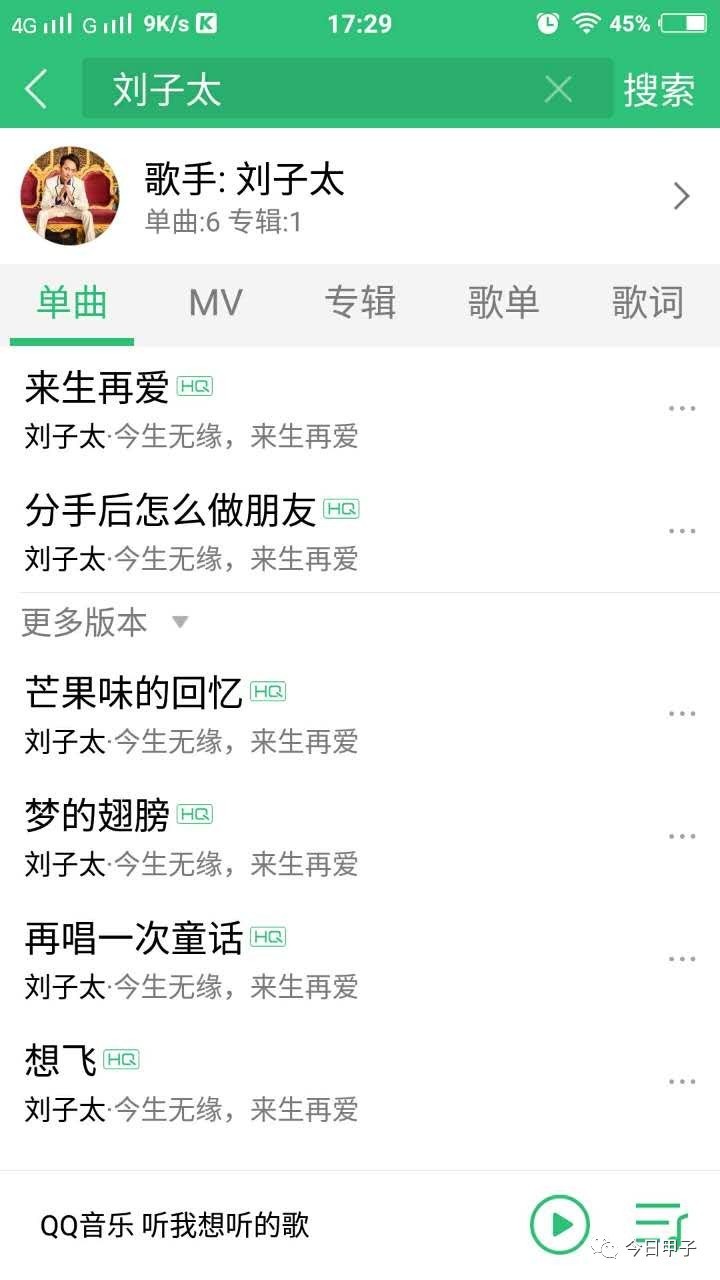 4G G 9K/s K 17:29 45%
刘子太 搜索
歌手: 刘子太
单曲:6 专辑:1
单曲 MV 专辑 歌单 歌词
来生再爱 HQ
刘子太·今生无缘，来生再爱
分手后怎么做朋友 HQ
刘子太·今生无缘，来生再爱
更多版本
芒果味的回忆 HQ
刘子太·今生无缘，来生再爱
梦的翅膀 HQ
刘子太·今生无缘，来生再爱
再唱一次童话 HQ
刘子太·今生无缘，来生再爱
想飞 HQ
刘子太·今生无缘，来生再爱
QQ音乐 听我想听的歌
今日甲子